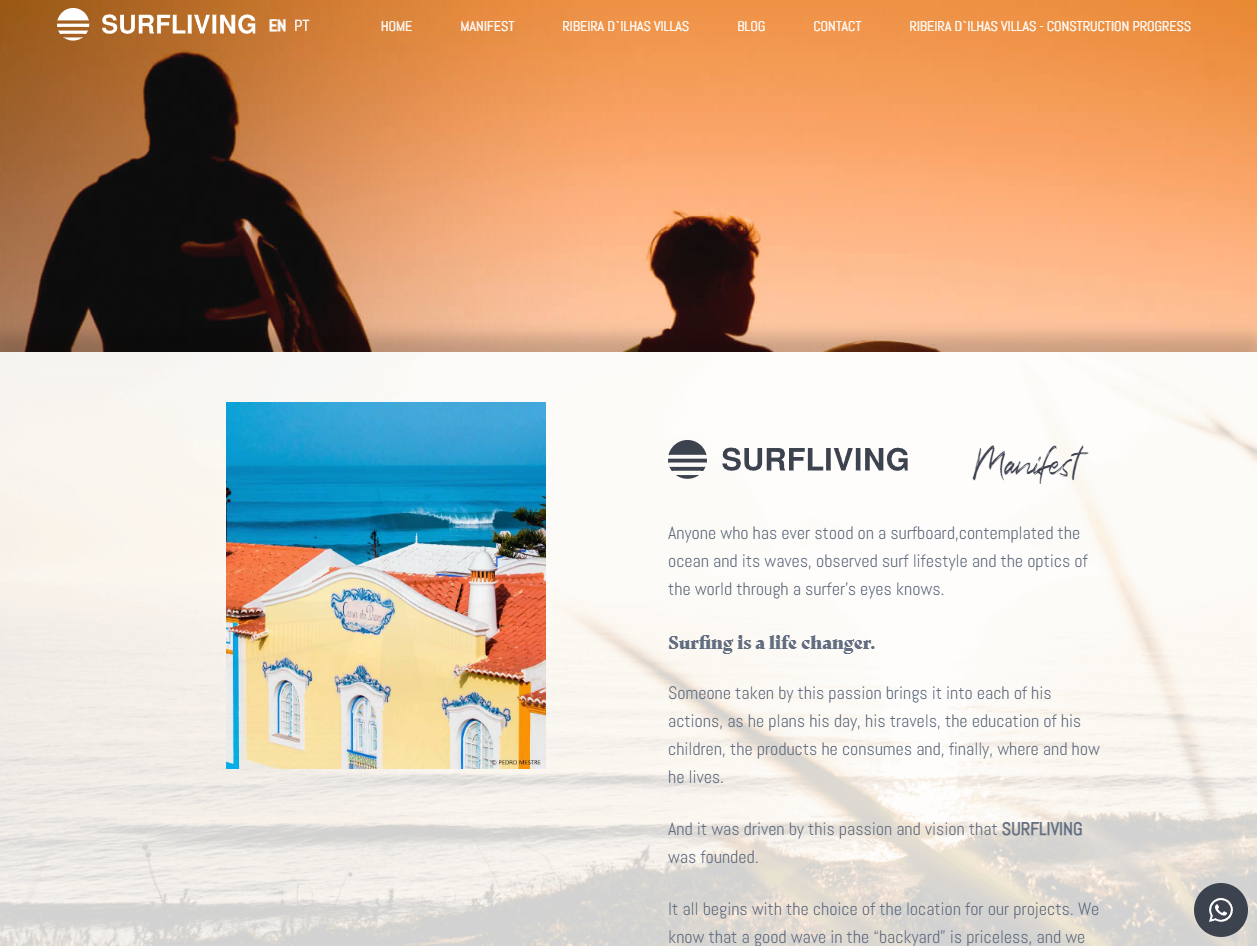 SURFLIVING EN PT HOME MANIFEST RIBEIRA D`ILHAS VILLAS BLOG CONTACT RIBEIRA D`ILHAS VILLAS - CONSTRUCTION PROGRESS
SURFLIVING Manifest
Anyone who has ever stood on a surfboard,contemplated the
ocean and its waves, observed surf lifestyle and the optics of
the world through a surfer’s eyes knows.
Surfing is a life changer.
Someone taken by this passion brings it into each of his
actions, as he plans his day, his travels, the education of his
children, the products he consumes and, finally, where and how
he lives.
And it was driven by this passion and vision that SURFLIVING
was founded.
It all begins with the choice of the location for our projects. We
know that a good wave in the “backyard” is priceless, and we
© PEDRO MESTRE